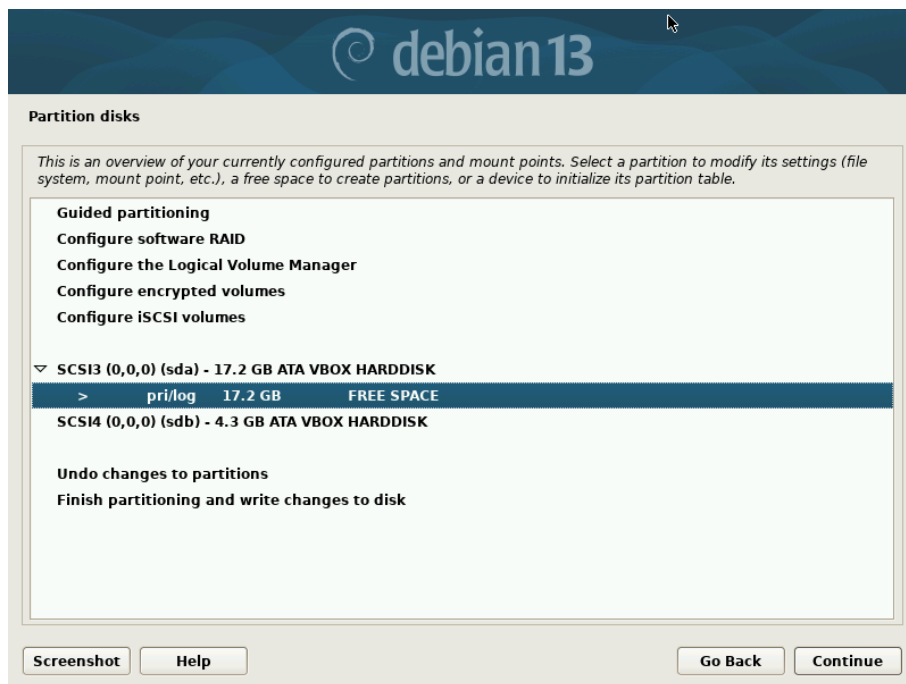 debian 13
Partition disks
This is an overview of your currently configured partitions and mount points. Select a partition to modify its settings (file
system, mount point, etc.), a free space to create partitions, or a device to initialize its partition table.
Guided partitioning
Configure software RAID
Configure the Logical Volume Manager
Configure encrypted volumes
Configure iSCSI volumes
SCSI3 (0,0,0) (sda) - 17.2 GB ATA VBOX HARDDISK
> pri/log 17.2 GB FREE SPACE
SCSI4 (0,0,0) (sdb) - 4.3 GB ATA VBOX HARDDISK
Undo changes to partitions
Finish partitioning and write changes to disk
Screenshot Help Go Back Continue